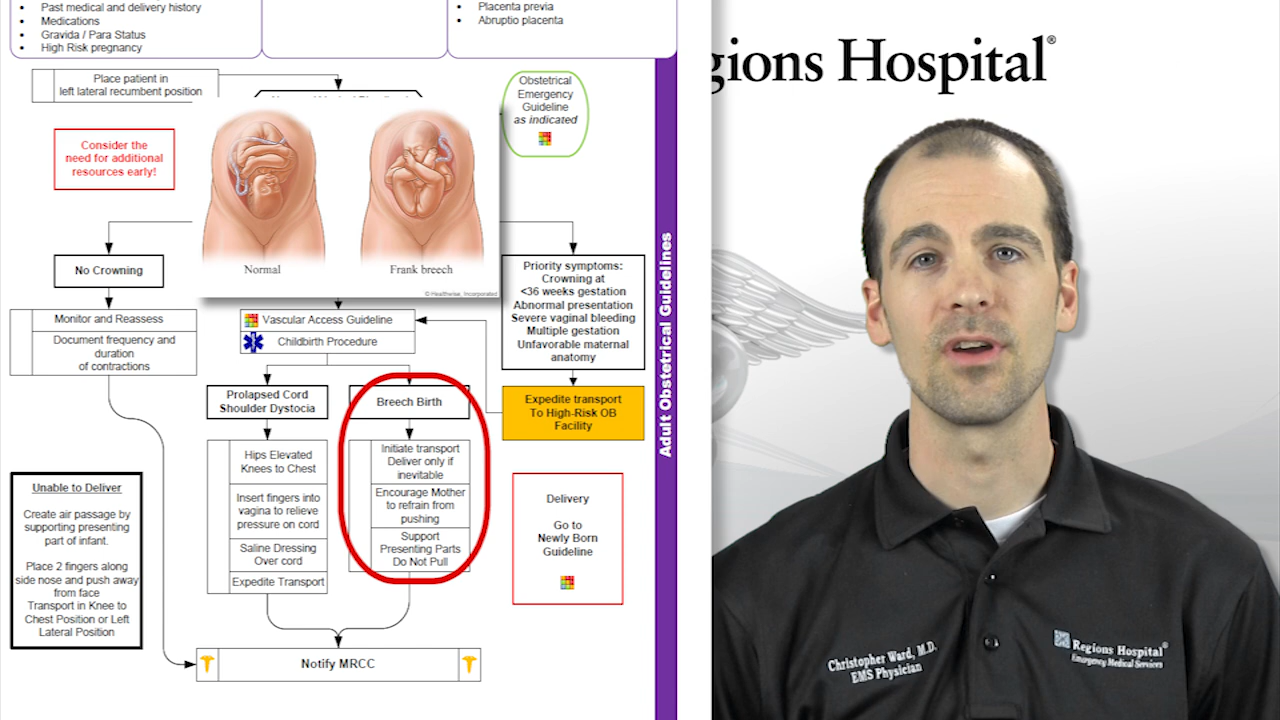 Past medical and delivery history
Medications
Gravida / Para Status
High Risk pregnancy
Placenta previa
Abruptio placenta
Place patient in
left lateral recumbent position
Obstetrical
Emergency
Guideline
as indicated
Consider the
need for additional
resources early!
Normal
Frank breech
© Healthwise, Incorporated
No Crowning
Monitor and Reassess
Document frequency and
duration
of contractions
Priority symptoms:
Crowning at
<36 weeks gestation
Abnormal presentation
Severe vaginal bleeding
Multiple gestation
Unfavorable maternal
anatomy
Vascular Access Guideline
Childbirth Procedure
Prolapsed Cord
Shoulder Dystocia
Breech Birth
Expedite transport
To High-Risk OB
Facility
Hips Elevated
Knees to Chest
Insert fingers into
vagina to relieve
pressure on cord
Saline Dressing
Over cord
Expedite Transport
Initiate transport
Deliver only if
inevitable
Encourage Mother
to refrain from
pushing
Support
Presenting Parts
Do Not Pull
Unable to Deliver
Create air passage by
supporting presenting
part of infant.
Place 2 fingers along
side nose and push away
from face
Transport in Knee to
Chest Position or Left
Lateral Position
Delivery
Go to
Newly Born
Guideline
Notify MRCC
Adult Obstetrical Guidelines
gions Hospital®
Christopher Ward, M.D.
EMS Physician
Regions Hospital®
Emergency Medical Services